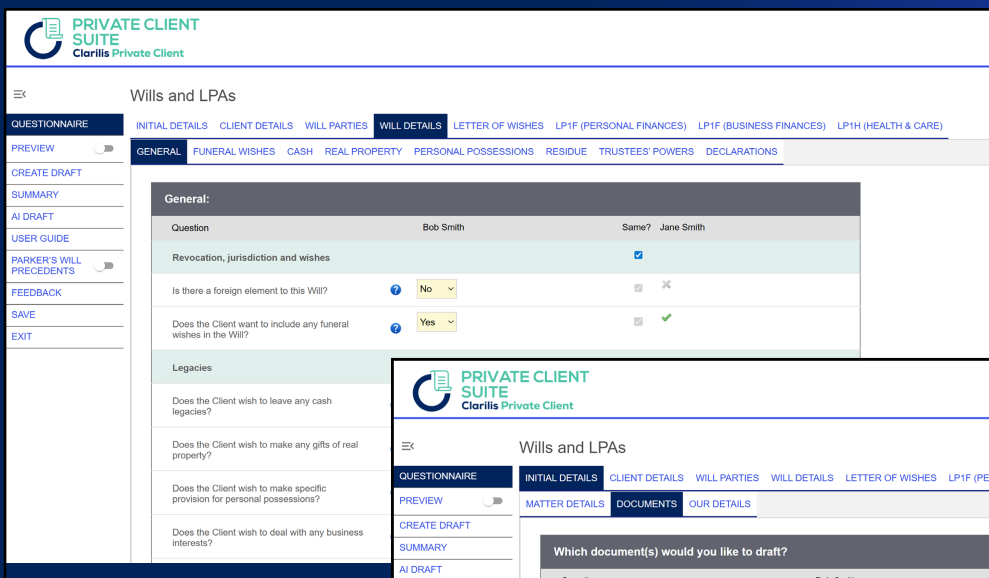 PRIVATE CLIENT
SUITE
Clarilis Private Client
Wills and LPAs
QUESTIONNAIRE
INITIAL DETAILS CLIENT DETAILS WILL PARTIES WILL DETAILS LETTER OF WISHES LP1F (PERSONAL FINANCES) LP1F (BUSINESS FINANCES) LP1H (HEALTH & CARE)
PREVIEW
GENERAL FUNERAL WISHES CASH REAL PROPERTY PERSONAL POSSESSIONS RESIDUE TRUSTEES' POWERS DECLARATIONS
CREATE DRAFT
SUMMARY
AI DRAFT
USER GUIDE
PARKER'S WILL
PRECEDENTS
FEEDBACK
SAVE
EXIT
General:
Question Bob Smith Same? Jane Smith
Revocation, jurisdiction and wishes
Is there a foreign element to this Will? ? No
Does the Client want to include any funeral
wishes in the Will? ? Yes
Legacies
Does the Client wish to leave any cash
legacies?
Does the Client wish to make any gifts of real
property?
Does the Client wish to make specific
provision for personal possessions?
Does the Client wish to deal with any business
interests?
PRIVATE CLIENT
SUITE
Clarilis Private Client
Wills and LPAs
QUESTIONNAIRE
INITIAL DETAILS CLIENT DETAILS WILL PARTIES WILL DETAILS LETTER OF WISHES LP1F (PE
PREVIEW
MATTER DETAILS DOCUMENTS OUR DETAILS
CREATE DRAFT
SUMMARY
AI DRAFT
Which document(s) would you like to draft?